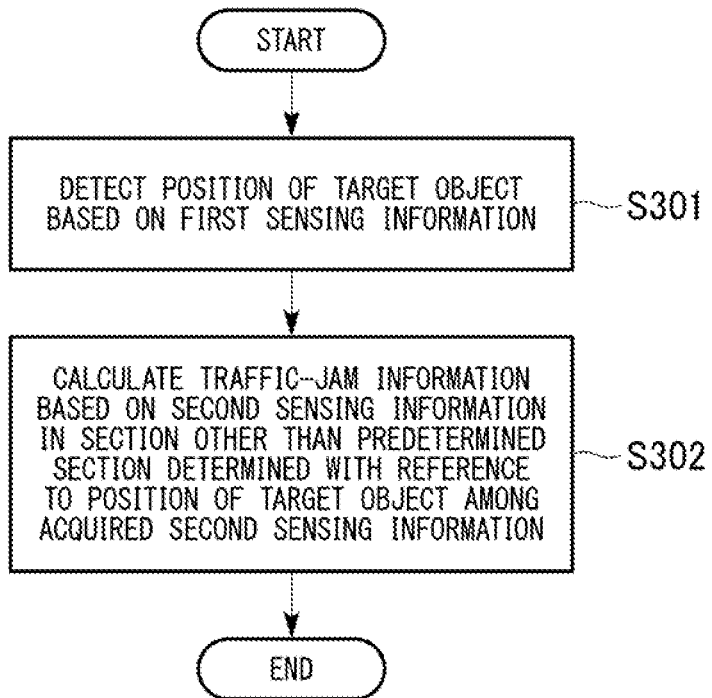 START
DETECT POSITION OF TARGET OBJECT
BASED ON FIRST SENSING INFORMATION
S301
CALCULATE TRAFFIC-JAM INFORMATION
BASED ON SECOND SENSING INFORMATION
IN SECTION OTHER THAN PREDETERMINED
SECTION DETERMINED WITH REFERENCE
TO POSITION OF TARGET OBJECT AMONG
ACQUIRED SECOND SENSING INFORMATION
S302
END